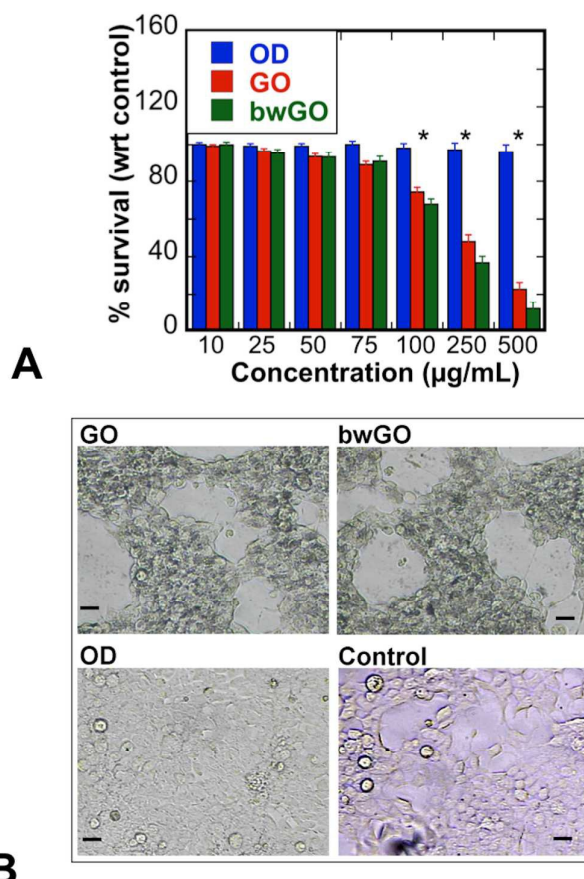 160
120
80
40
0
% survival (wrt control)
OD
GO
bwGO
* * *
10 25 50 75 100 250 500
Concentration (µg/mL)
A
GO bwGO
OD Control
B